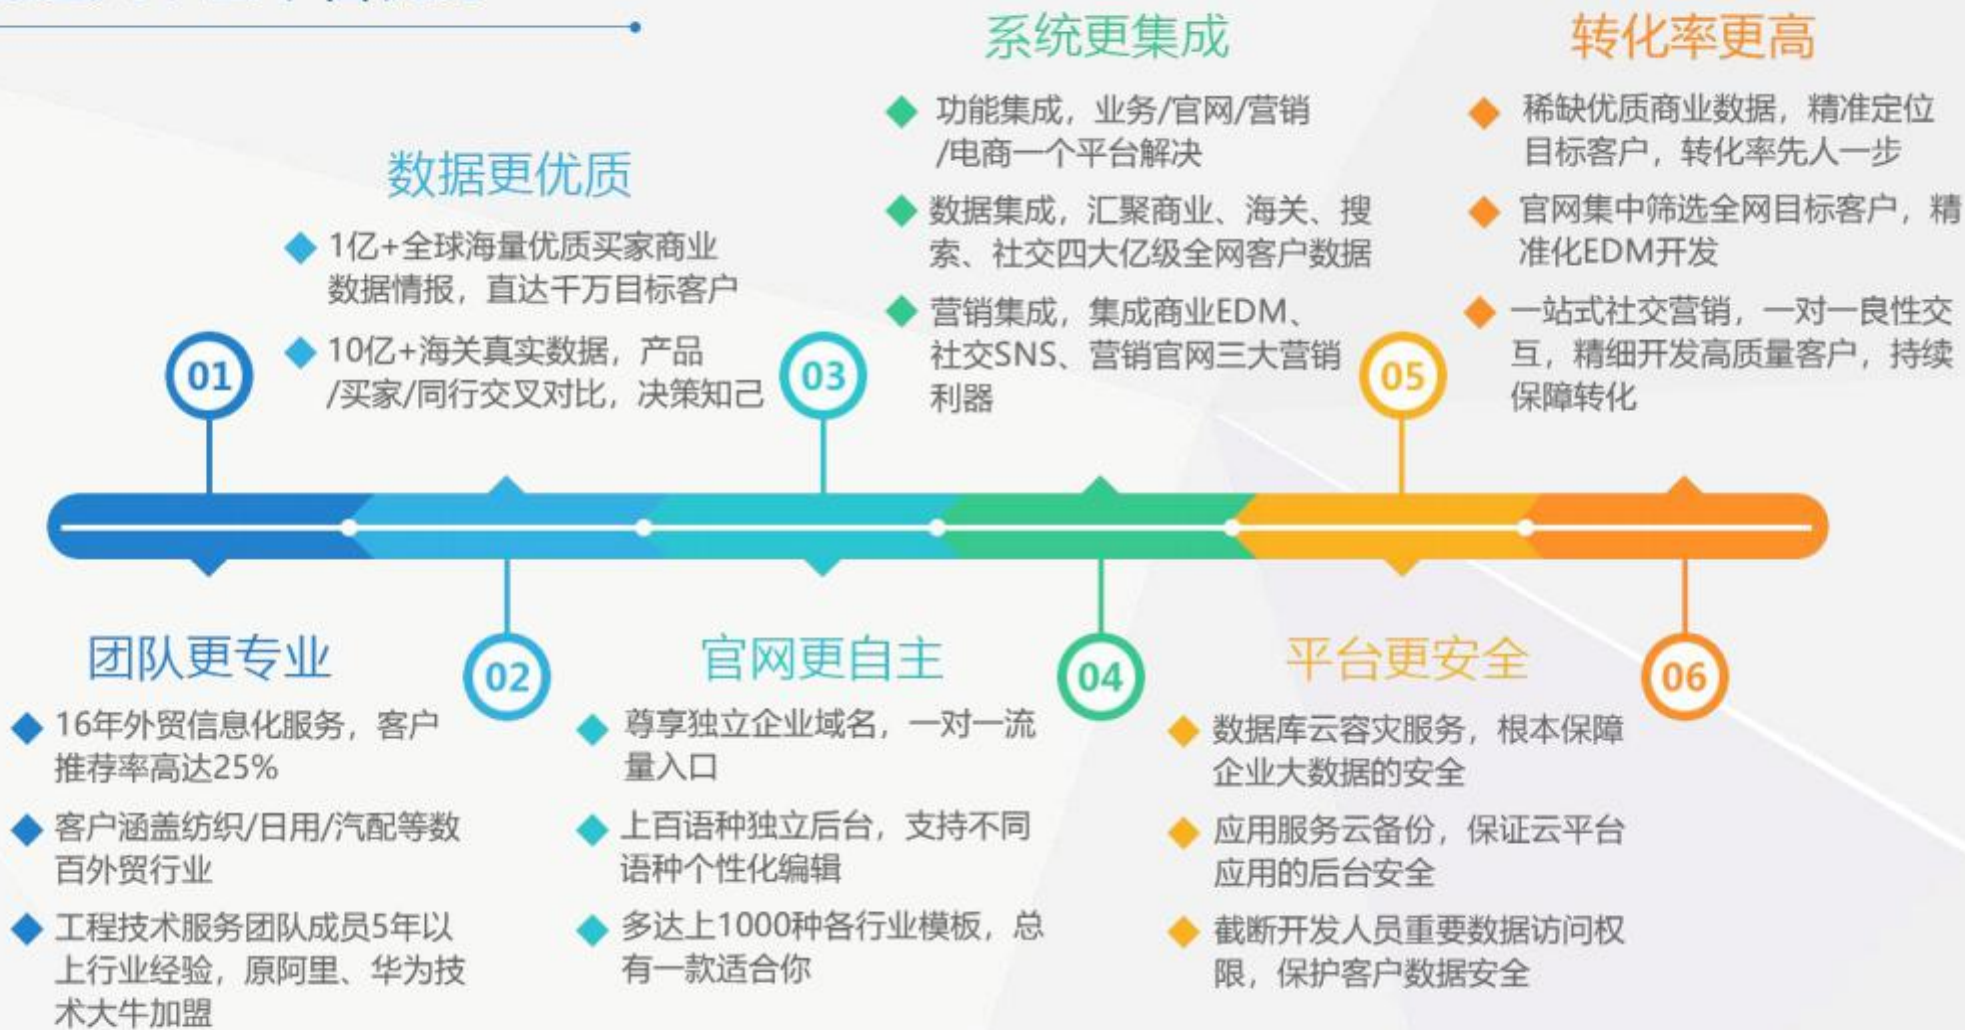 01
团队更专业
16年外贸信息化服务，客户
推荐率高达25%
客户涵盖纺织/日用/汽配等数
百外贸行业
工程技术服务团队成员5年以
上行业经验，原阿里、华为技
术大牛加盟
数据更优质
1亿+全球海量优质买家商业
数据情报，直达千万目标客户
10亿+海关真实数据，产品
/买家/同行交叉对比，决策知己
02
03
官网更自主
尊享独立企业域名，一对一流
量入口
上百语种独立后台，支持不同
语种个性化编辑
多达上1000种各行业模板，总
有一款适合你
系统更集成
功能集成，业务/官网/营销
/电商一个平台解决
数据集成，汇聚商业、海关、搜
索、社交四大亿级全网客户数据
营销集成，集成商业EDM、
社交SNS、营销官网三大营销
利器
04
05
平台更安全
数据库云容灾服务，根本保障
企业大数据的安全
应用服务云备份，保证云平台
应用的后台安全
截断开发人员重要数据访问权
限，保护客户数据安全
转化率更高
稀缺优质商业数据，精准定位
目标客户，转化率先人一步
官网集中筛选全网目标客户，精
准化EDM开发
一站式社交营销，一对一良性交
互，精细开发高质量客户，持续
保障转化
06